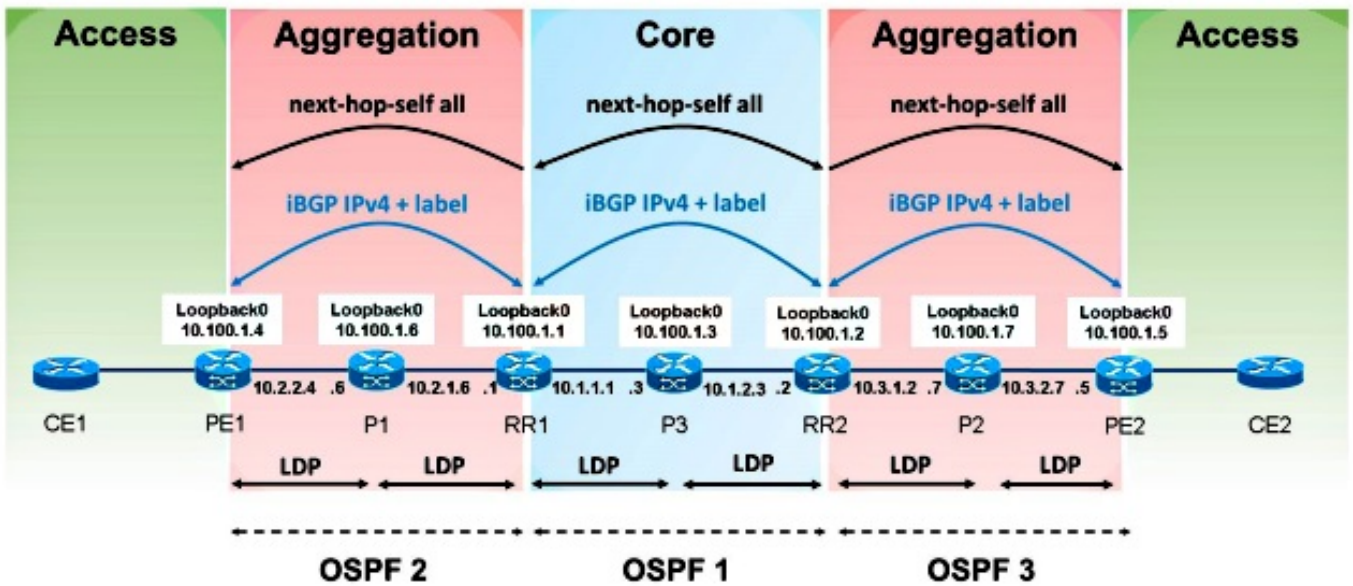 Access
Aggregation
Core
Aggregation
Access
next-hop-self all
next-hop-self all
next-hop-self all
iBGP IPv4 + label
iBGP IPv4 + label
iBGP IPv4 + label
Loopback0
10.100.1.4
Loopback0
10.100.1.6
Loopback0
10.100.1.1
Loopback0
10.100.1.3
Loopback0
10.100.1.2
Loopback0
10.100.1.7
Loopback0
10.100.1.5
10.2.2.4 .6
10.2.1.6 .1
10.1.1.1 .3
10.1.2.3 .2
10.3.1.2 .7
10.3.2.7 .5
CE1
PE1
P1
RR1
P3
RR2
P2
PE2
CE2
LDP
LDP
LDP
LDP
LDP
LDP
OSPF 2
OSPF 1
OSPF 3